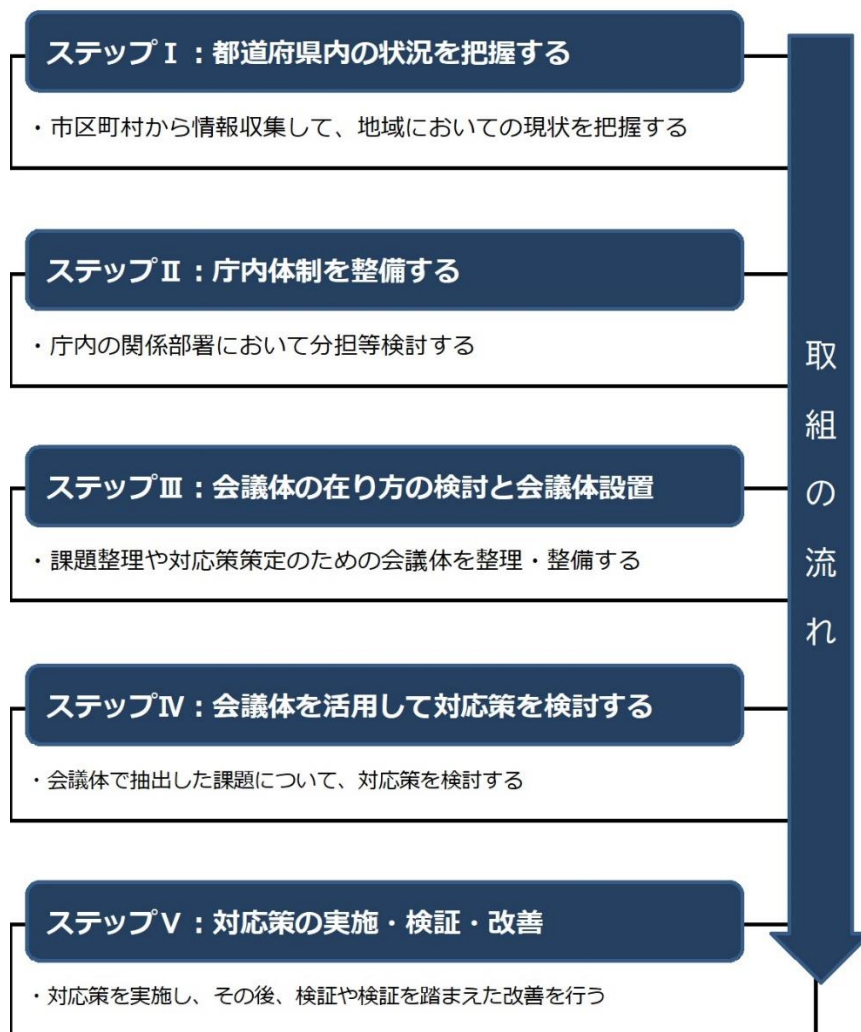 ステップⅠ：都道府県内の状況を把握する
・市区町村から情報収集して、地域においての現状を把握する
ステップⅡ：庁内体制を整備する
・庁内の関係部署において分担等検討する
ステップⅢ：会議体の在り方の検討と会議体設置
・課題整理や対応策策定のための会議体を整理・整備する
ステップⅣ：会議体を活用して対応策を検討する
・会議体で抽出した課題について、対応策を検討する
ステップⅤ：対応策の実施・検証・改善
・対応策を実施し、その後、検証や検証を踏まえた改善を行う
取組の流れ